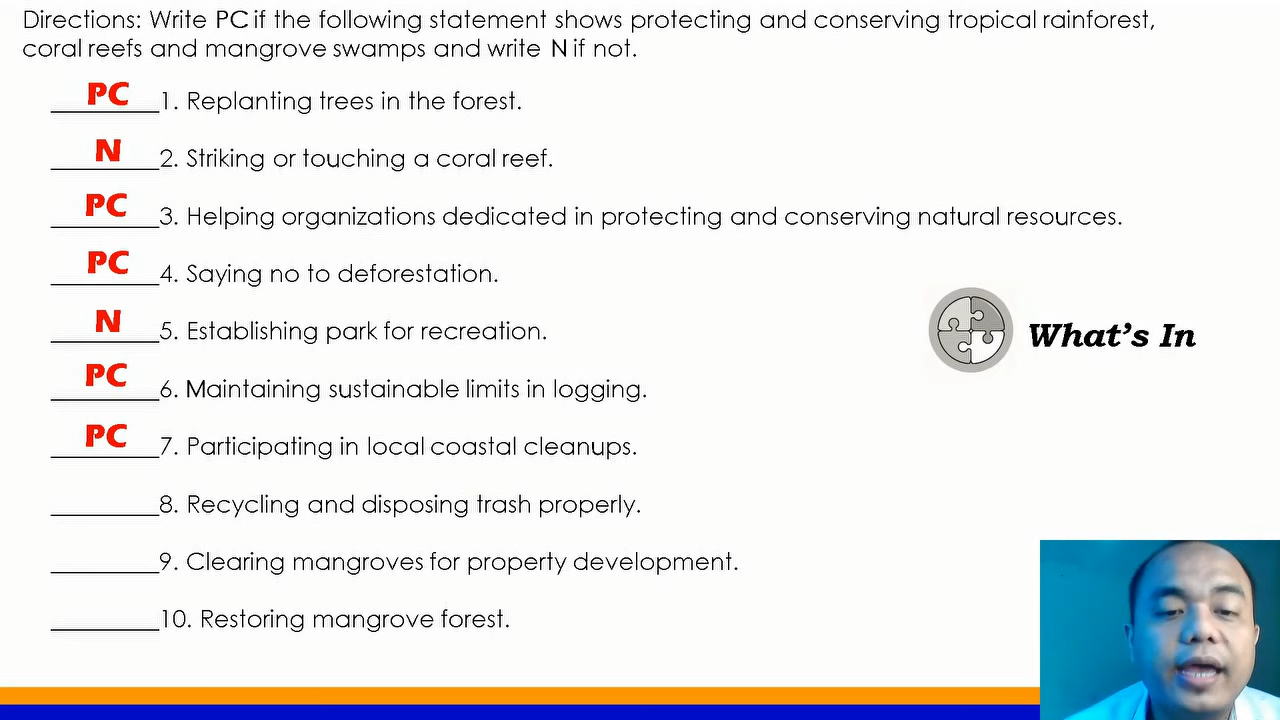 Directions: Write PC if the following statement shows protecting and conserving tropical rainforest,
coral reefs and mangrove swamps and write N if not.
PC 1. Replanting trees in the forest.
N 2. Striking or touching a coral reef.
PC 3. Helping organizations dedicated in protecting and conserving natural resources.
PC 4. Saying no to deforestation.
N 5. Establishing park for recreation.
What's In
PC 6. Maintaining sustainable limits in logging.
PC 7. Participating in local coastal cleanups.
8. Recycling and disposing trash properly.
9. Clearing mangroves for property development.
10. Restoring mangrove forest.